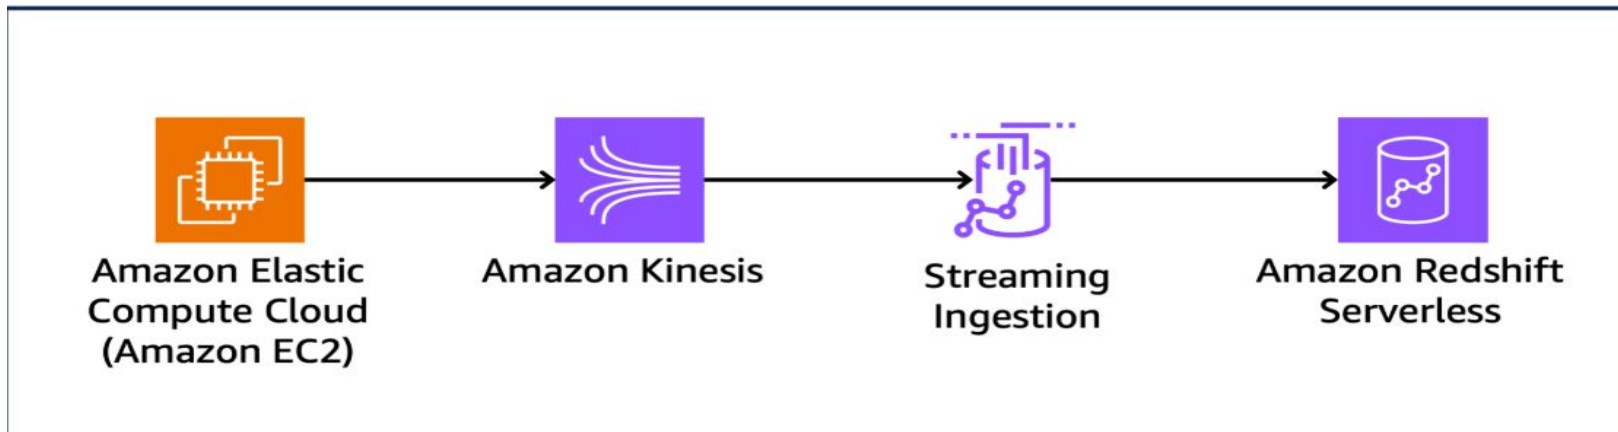 Amazon Elastic
Compute Cloud
(Amazon EC2)
Amazon Kinesis
Streaming
Ingestion
Amazon Redshift
Serverless